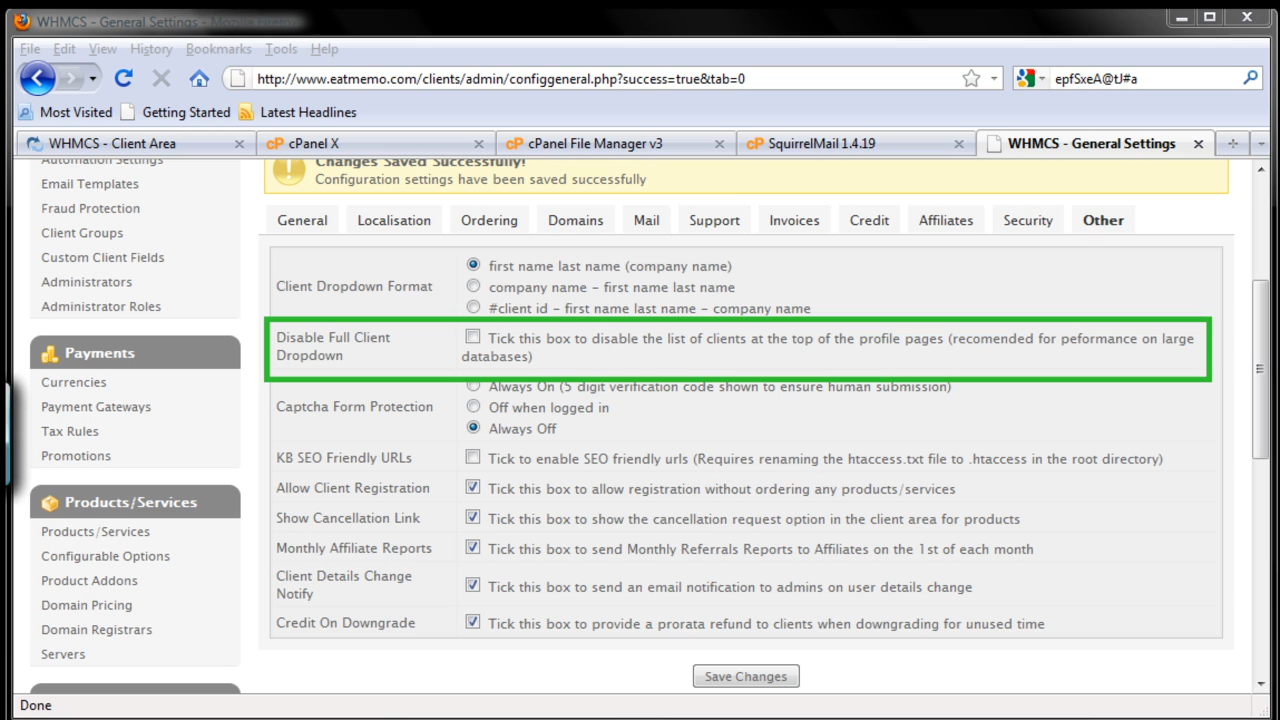 WHMCS - General Settings - Mozilla Firefox
File Edit View History Bookmarks Tools Help
http://www.eatmemo.com/clients/admin/configgeneral.php?success=true&tab=0 epfSxeA@tJ#a
Most Visited Getting Started Latest Headlines
WHMCS - Client Area cPanel X cPanel File Manager v3 SquirrelMail 1.4.19 WHMCS - General Settings
Automation Settings
Email Templates
Fraud Protection
Client Groups
Custom Client Fields
Administrators
Administrator Roles
Payments
Currencies
Payment Gateways
Tax Rules
Promotions
Products/Services
Products/Services
Configurable Options
Product Addons
Domain Pricing
Domain Registrars
Servers
Changes Saved Successfully!
Configuration settings have been saved successfully
General Localisation Ordering Domains Mail Support Invoices Credit Affiliates Security Other
Client Dropdown Format
first name last name (company name)
company name - first name last name
#client id - first name last name - company name
Disable Full Client
Dropdown
Tick this box to disable the list of clients at the top of the profile pages (recomended for peformance on large
databases)
Captcha Form Protection
Always On (5 digit verification code shown to ensure human submission)
Off when logged in
Always Off
KB SEO Friendly URLs Tick to enable SEO friendly urls (Requires renaming the htaccess.txt file to .htaccess in the root directory)
Allow Client Registration Tick this box to allow registration without ordering any products/services
Show Cancellation Link Tick this box to show the cancellation request option in the client area for products
Monthly Affiliate Reports Tick this box to send Monthly Referrals Reports to Affiliates on the 1st of each month
Client Details Change
Notify
Tick this box to send an email notification to admins on user details change
Credit On Downgrade Tick this box to provide a prorata refund to clients when downgrading for unused time
Save Changes
Done